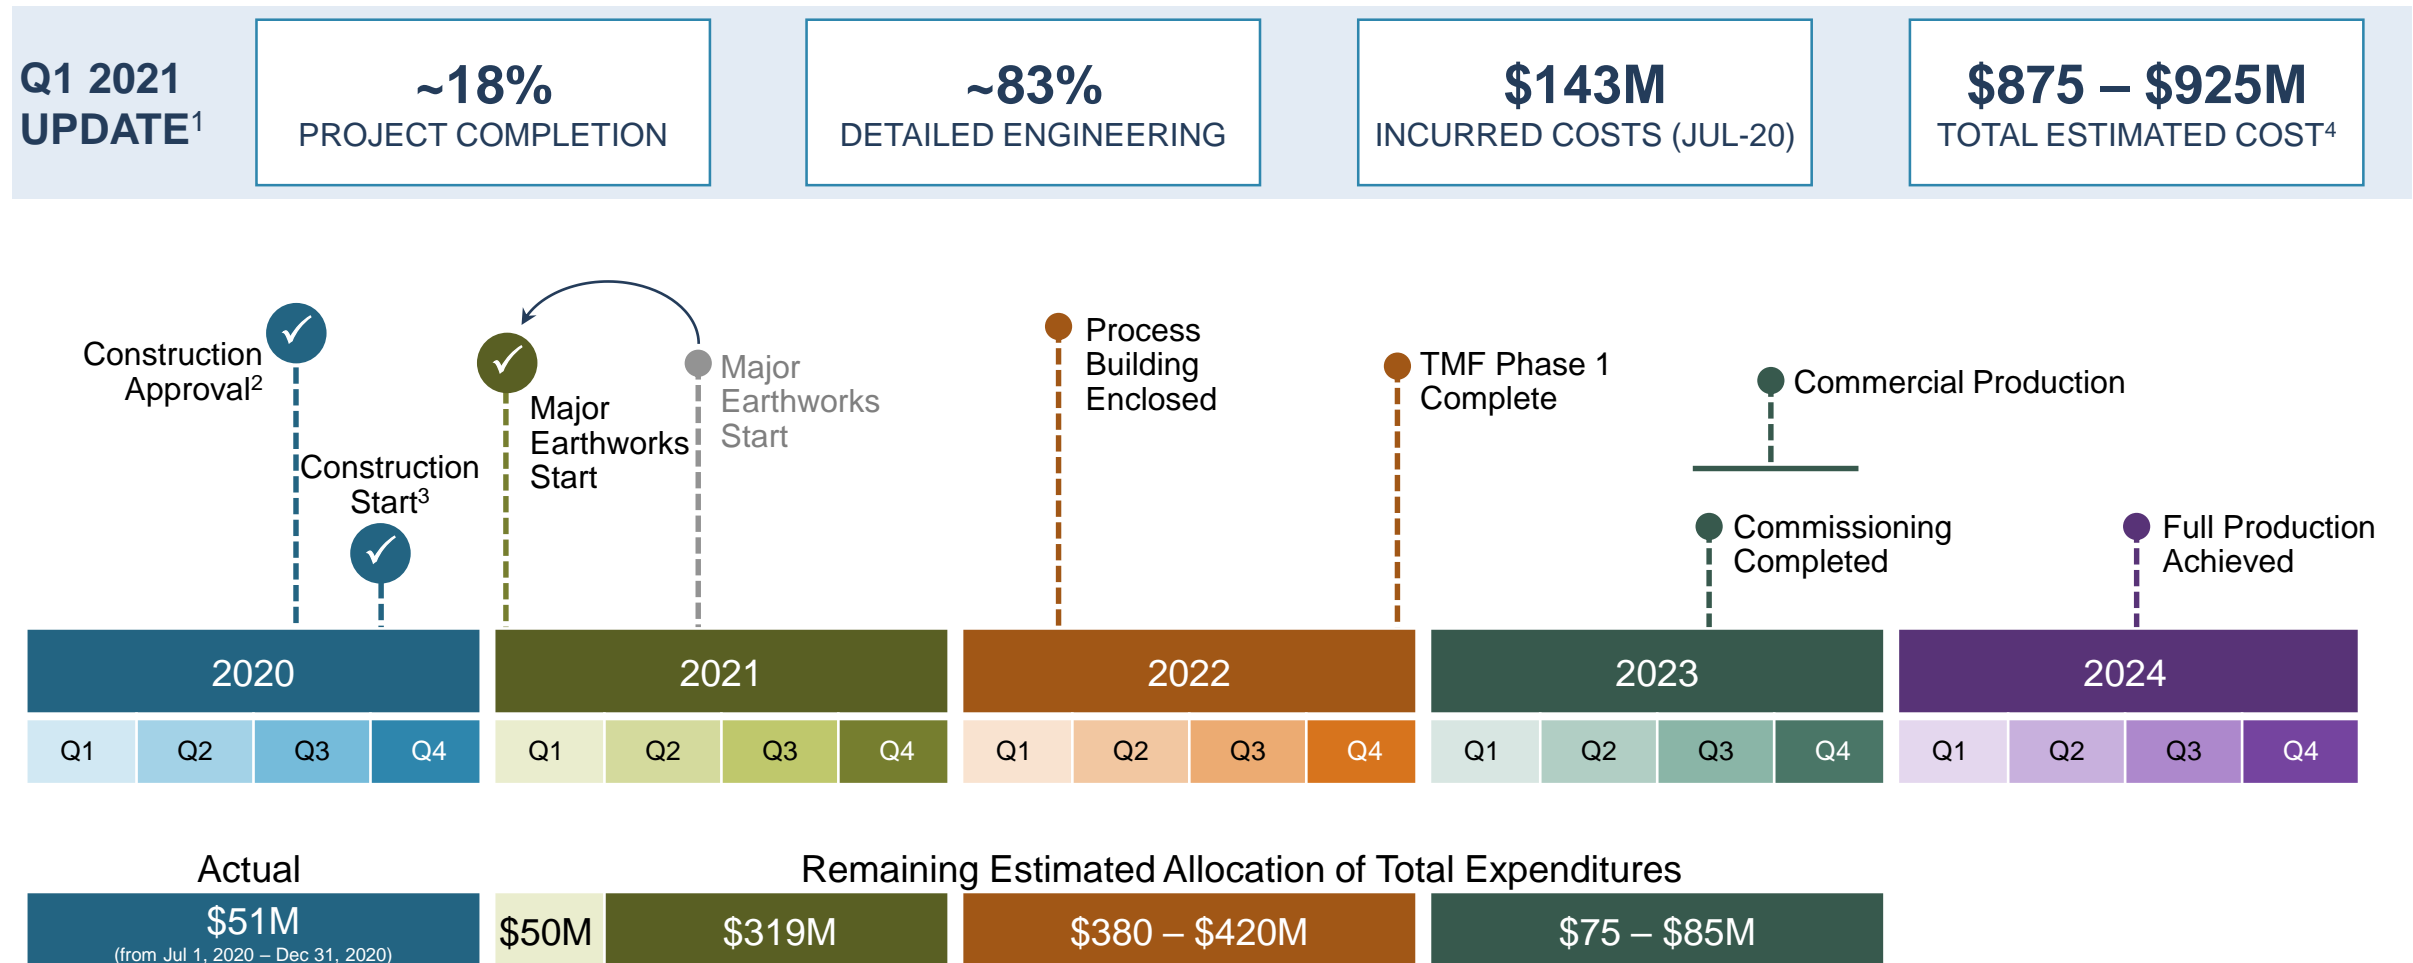 Q1 2021
UPDATE¹
~18%
PROJECT COMPLETION
~83%
DETAILED ENGINEERING
$143M
INCURRED COSTS (JUL-20)
$875 – $925M
TOTAL ESTIMATED COST⁴
Construction
Approval²
Construction
Start³
Major
Earthworks
Start
Major
Earthworks
Start
Process
Building
Enclosed
TMF Phase 1
Complete
Commercial Production
Commissioning
Completed
Full Production
Achieved
2020
2021
2022
2023
2024
Q1 Q2 Q3 Q4
Q1 Q2 Q3 Q4
Q1 Q2 Q3 Q4
Q1 Q2 Q3 Q4
Q1 Q2 Q3 Q4
Actual
Remaining Estimated Allocation of Total Expenditures
$51M
(from Jul 1, 2020 – Dec 31, 2020)
$50M
$319M
$380 – $420M
$75 – $85M